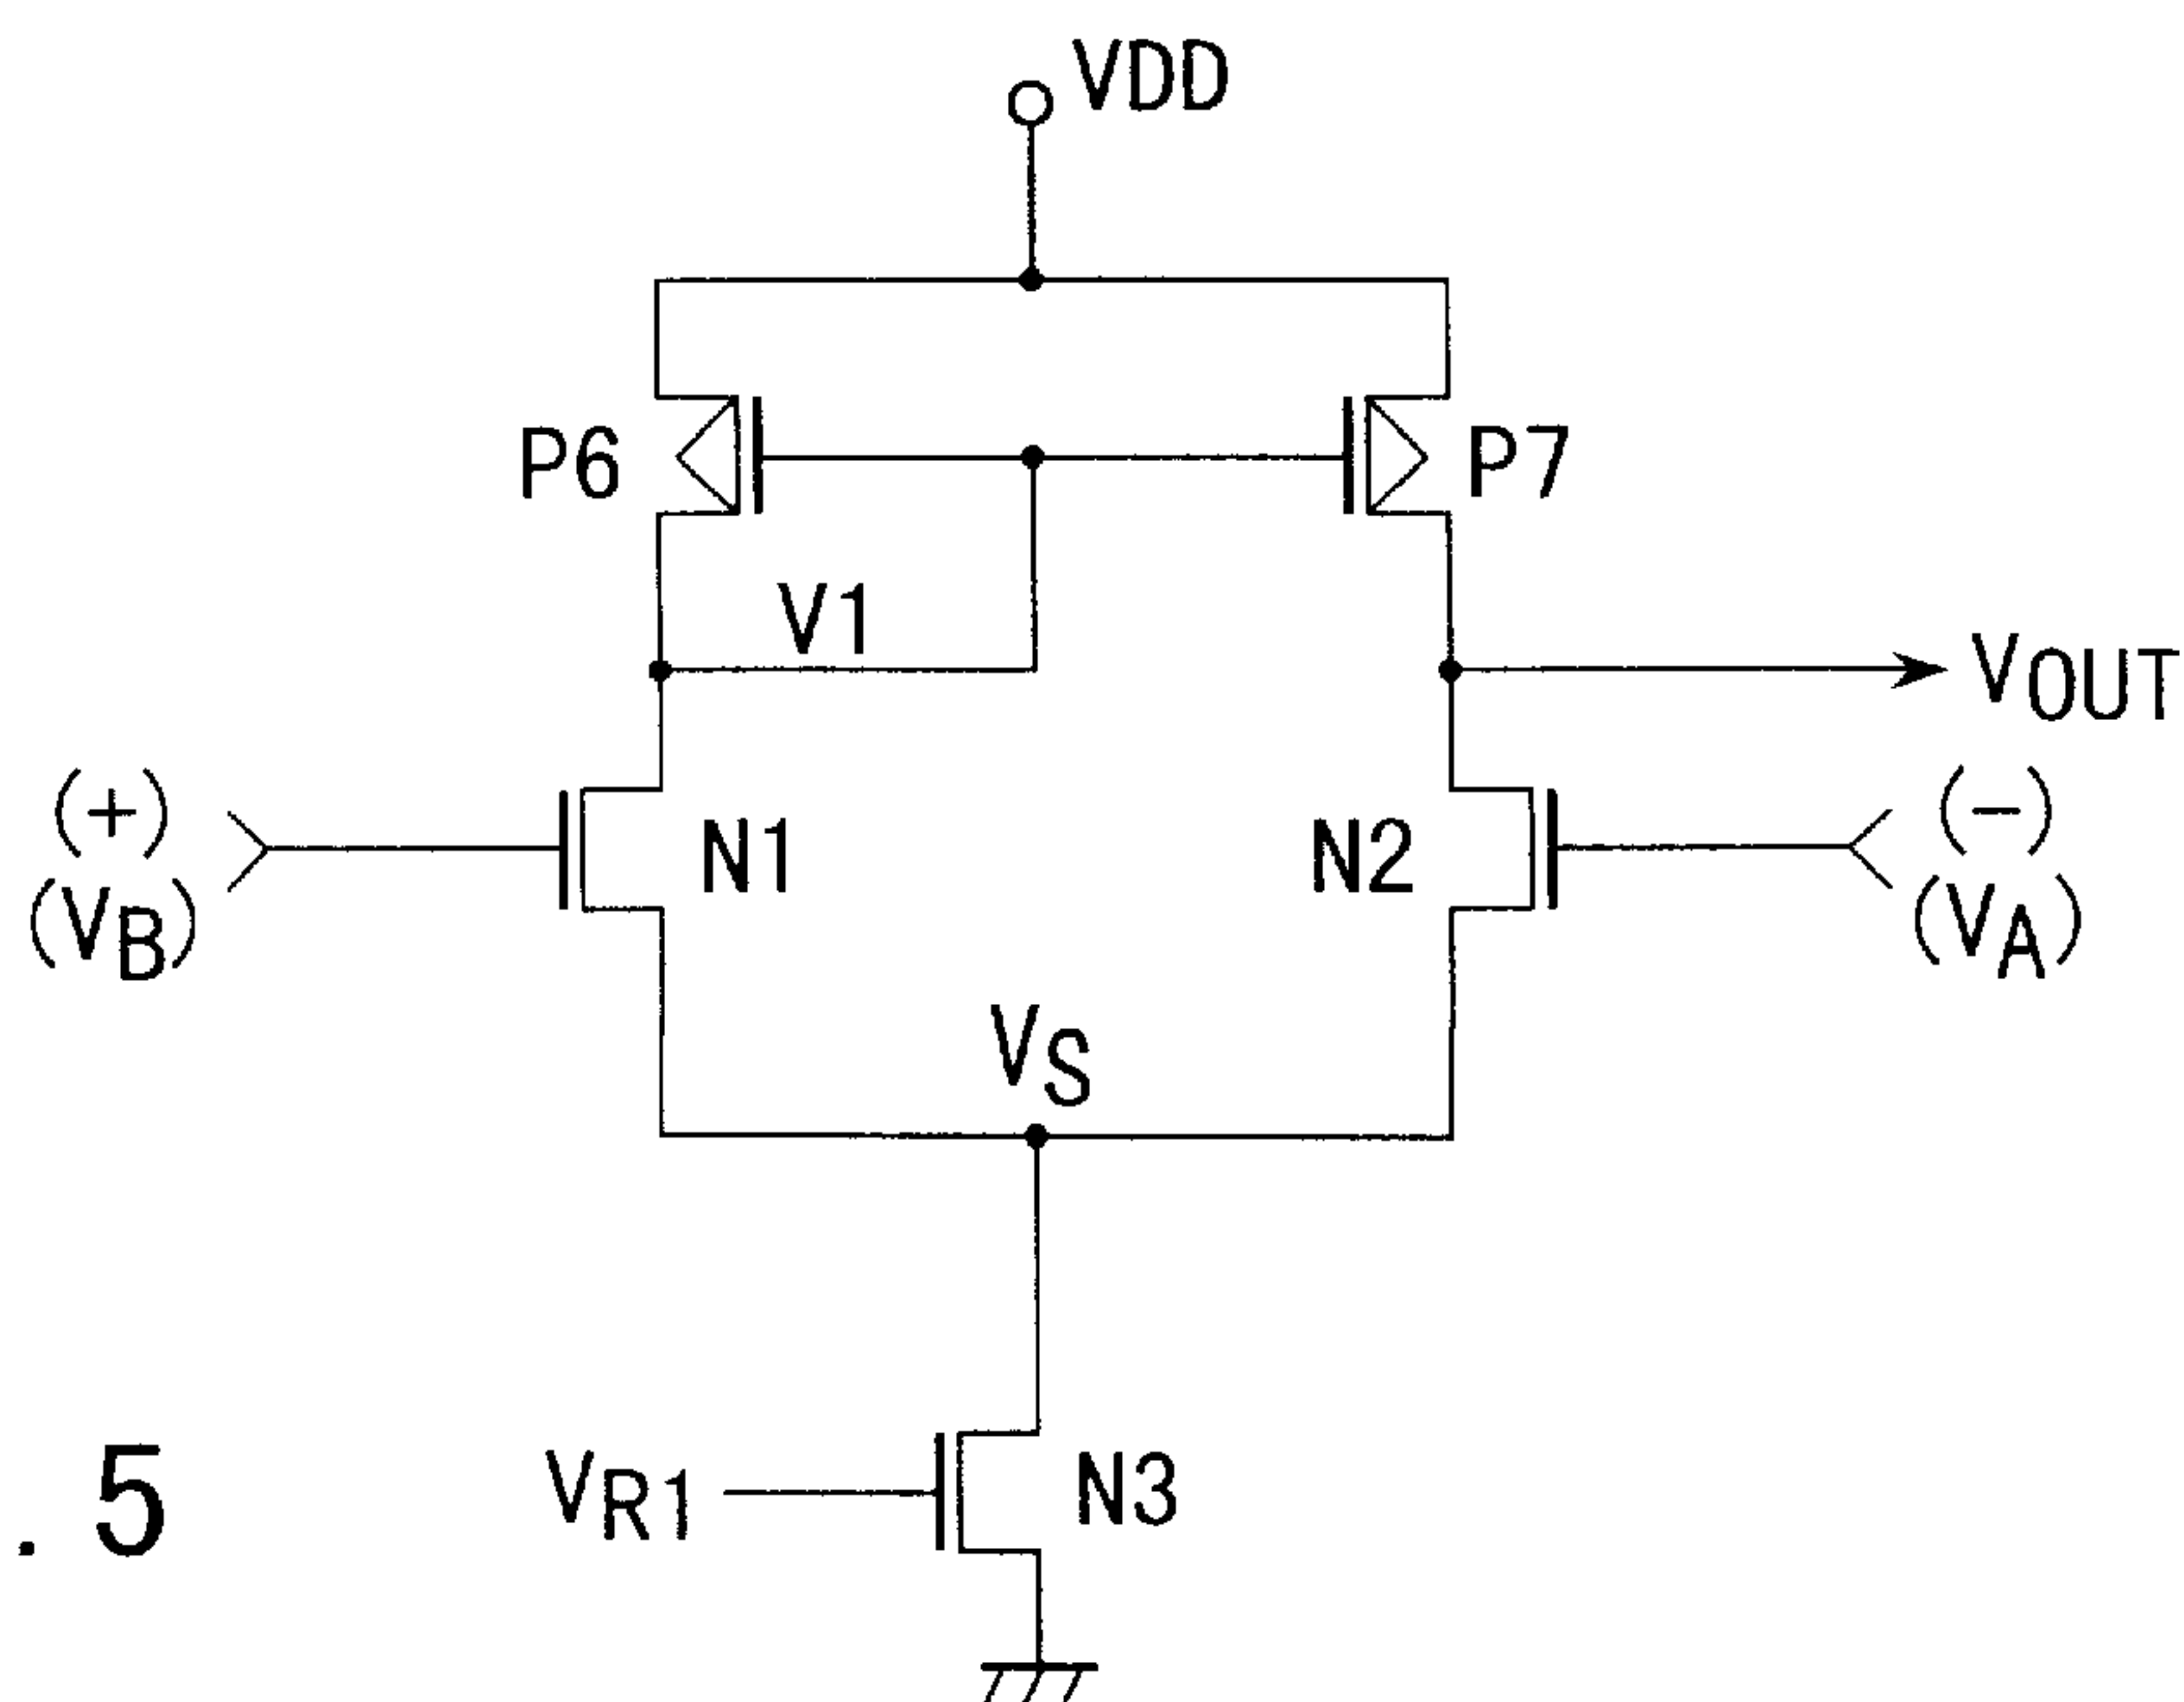 VDD
P6
P7
V1
VOUT
(+)
(-)
N1
N2
(VB)
(VA)
VS
VR1
N3
. 5